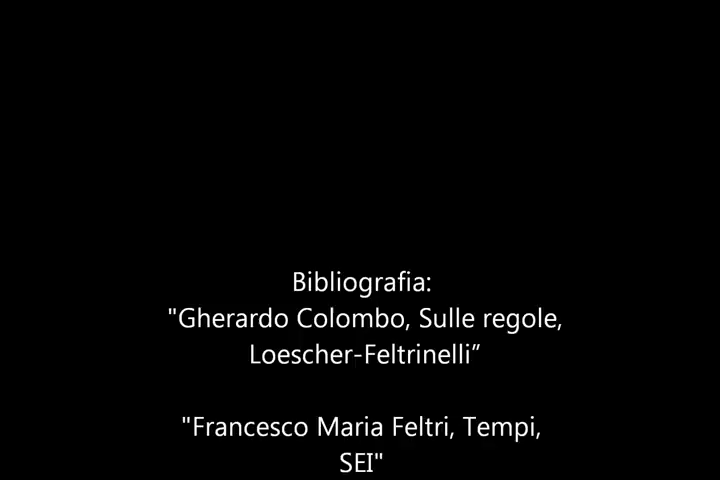 Bibliografia:
"Gherardo Colombo, Sulle regole,
Loescher-Feltrinelli”
"Francesco Maria Feltri, Tempi,
SEI"